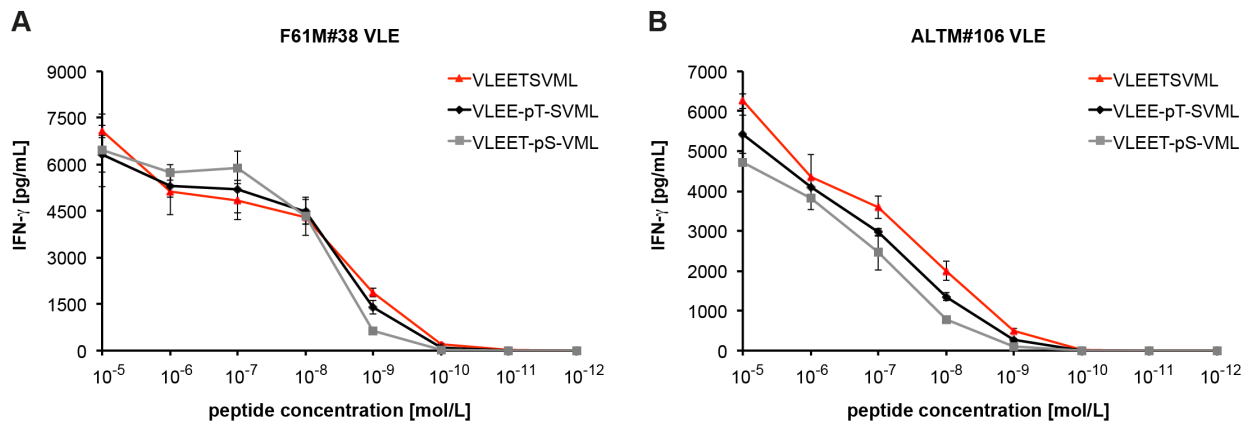 A
F61M#38 VLE
IFN-γ [pg/mL]
9000
7500
6000
4500
3000
1500
0
VLEETSVML
VLEE-pT-SVML
VLEET-pS-VML
10-5
10-6
10-7
10-8
10-9
10-10
10-11
10-12
peptide concentration [mol/L]
B
ALTM#106 VLE
IFN-γ [pg/mL]
7000
6000
5000
4000
3000
2000
1000
0
VLEETSVML
VLEE-pT-SVML
VLEET-pS-VML
10-5
10-6
10-7
10-8
10-9
10-10
10-11
10-12
peptide concentration [mol/L]